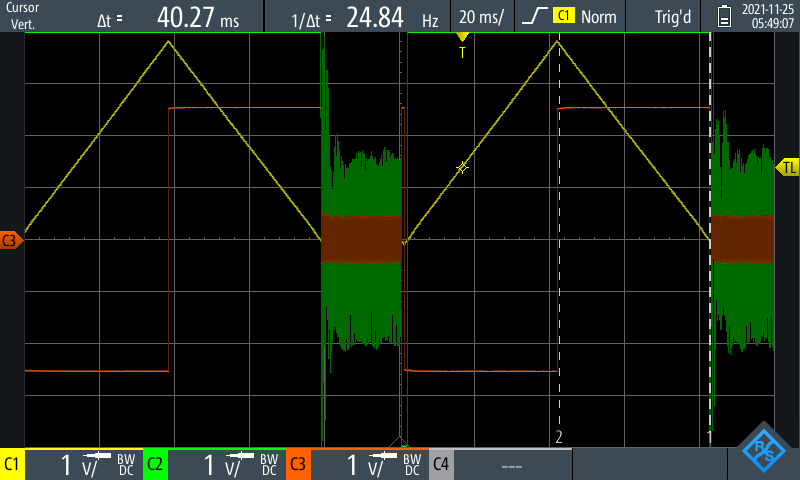 Cursor
Vert.
Δt = 40.27 ms
1/Δt = 24.84 Hz
20 ms/
C1 Norm
Trig'd
2021-11-25
05:49:07
T
TL
C3
2
1
C1 1 V/ BW DC
C2 1 V/ BW DC
C3 1 V/ BW DC
C4 ---
R&S